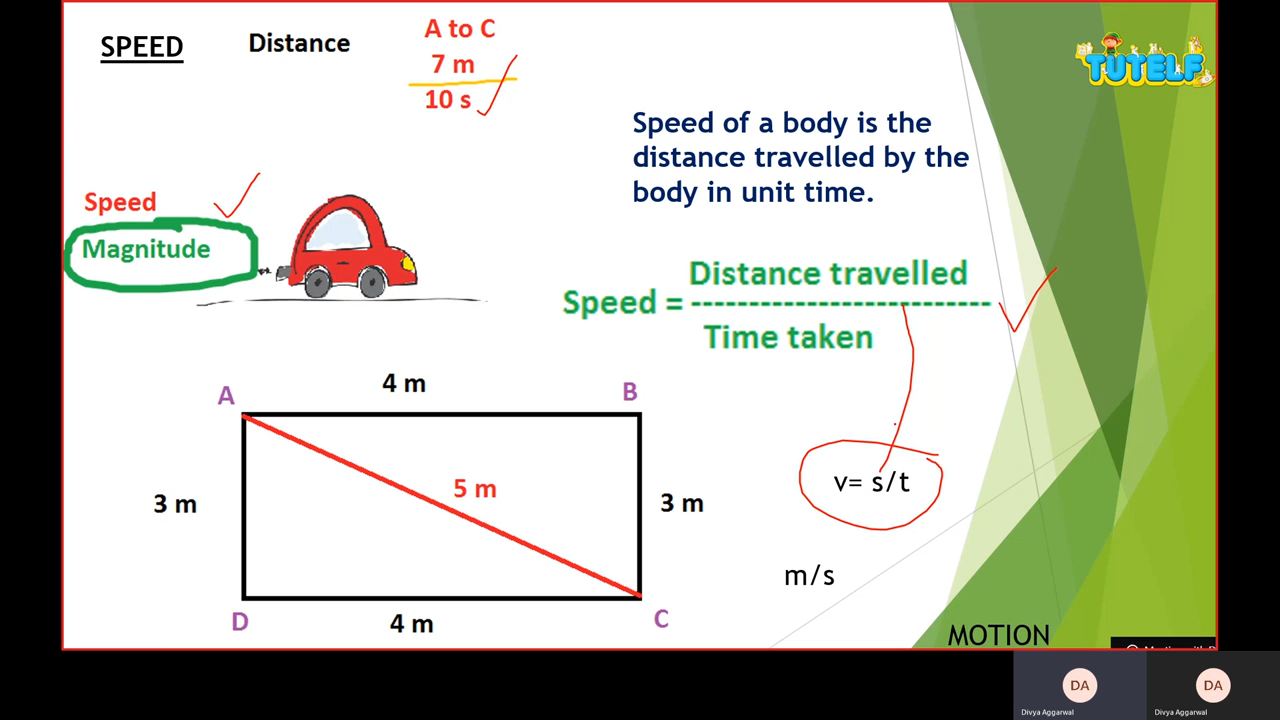 SPEED
Distance
A to C
7 m
10 s
TUTELF
Speed of a body is the
distance travelled by the
body in unit time.
Speed
Magnitude
Distance travelled
Speed = -------------------------
Time taken
A
4 m
B
3 m
5 m
3 m
v= s/t
m/s
D
4 m
C
MOTION
DA
DA
Divya Aggarwal
Divya Aggarwal